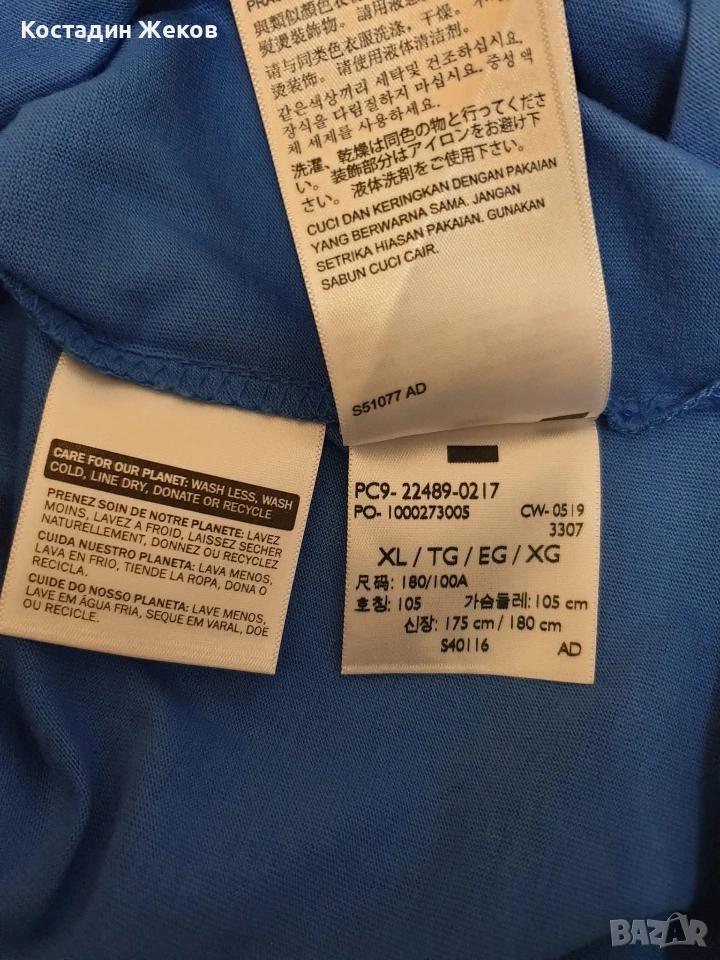 Костадин Жеков
與類似顏色衣
熨燙裝飾物。請用液體
请与同类色衣服洗涤、干燥。不
烫装饰。请使用液体清洁剂。
같은색상끼리 세탁및 건조하십시요.
장식을 다림질하지 마십시요. 중성 액
체 세제를 사용하세요.
洗濯、乾燥は同色の物と行ってくださ
い。装飾部分はアイロンをお避け下
さい。液体洗剤がご使用下さい。
CUCI DAN KERINGKAN DENGAN PAKAIAN
YANG BERWARNA SAMA. JANGAN
SETRIKA HIASAN PAKAIAN. GUNAKAN
SABUN CUCI CAIR.
S51077 AD
CARE FOR OUR PLANET: WASH LESS, WASH
COLD, LINE DRY, DONATE OR RECYCLE
PRENEZ SOIN DE NOTRE PLANETE: LAVEZ
MOINS, LAVEZ A FROID, LAISSEZ SECHER
NATURELLEMENT, DONNEZ OU RECYCLEZ
CUIDA NUESTRO PLANETA: LAVA MENOS,
LAVA EN FRIO, TIENDE LA ROPA, DONA O
RECICLA.
CUIDE DO NOSSO PLANETA: LAVE MENOS,
LAVE EM ÁGUA FRIA, SEQUE EM VARAL, DOE
OU RECICLE.
PC9- 22489-0217
PO- 1000273005 CW- 0519
3307
XL / TG / EG / XG
尺码: 180/100A
호칭: 105 가슴둘레: 105 cm
신장: 175 cm / 180 cm
S40116 AD
BAZAR